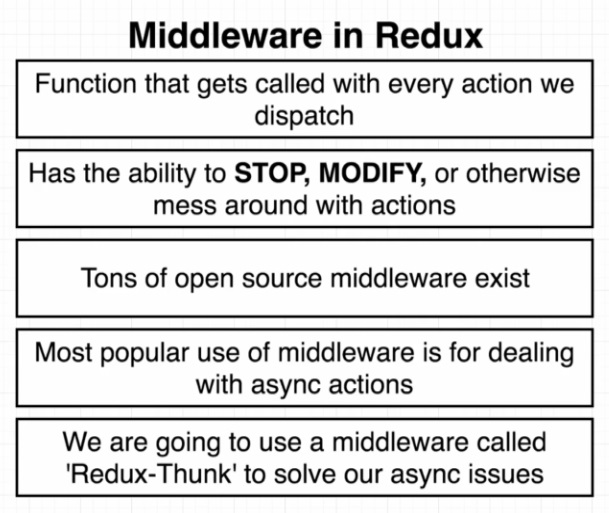 Middleware in Redux
Function that gets called with every action we
dispatch
Has the ability to STOP, MODIFY, or otherwise
mess around with actions
Tons of open source middleware exist
Most popular use of middleware is for dealing
with async actions
We are going to use a middleware called
'Redux-Thunk' to solve our async issues